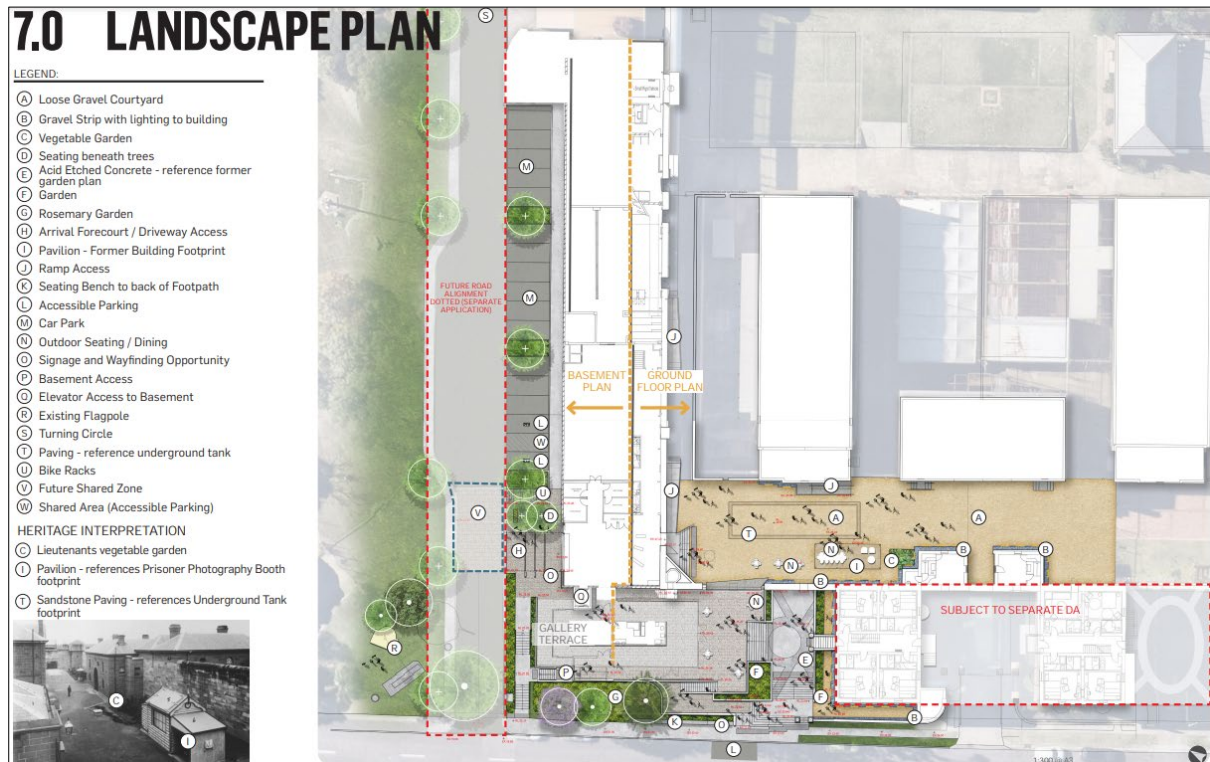 7.0 LANDSCAPE PLAN
LEGEND:
A Loose Gravel Courtyard
B Gravel Strip with lighting to building
C Vegetable Garden
D Seating beneath trees
E Acid Etched Concrete - reference former
garden plan
F Garden
G Rosemary Garden
H Arrival Forecourt / Driveway Access
I Pavilion - Former Building Footprint
J Ramp Access
K Seating Bench to back of Footpath
L Accessible Parking
M Car Park
N Outdoor Seating / Dining
O Signage and Wayfinding Opportunity
P Basement Access
Q Elevator Access to Basement
R Existing Flagpole
S Turning Circle
T Paving - reference underground tank
U Bike Racks
V Future Shared Zone
W Shared Area (Accessible Parking)
HERITAGE INTERPRETATION
C Lieutenants vegetable garden
I Pavilion - references Prisoner Photography Booth
footprint
T Sandstone Paving - references Underground Tank
footprint
C
I
S
M
FUTURE ROAD
ALIGNMENT
DOTTED (SEPARATE
APPLICATION)
M
J
BASEMENT
PLAN
GROUND
FLOOR PLAN
L
W
L
U
J
J
V
D
A
A
T
H
N
N
I
C
B
B
O
B
Q
N
SUBJECT TO SEPARATE DA
GALLERY
TERRACE
R
E
P
F
G
F
K
O
B
L
1:300 @ A3